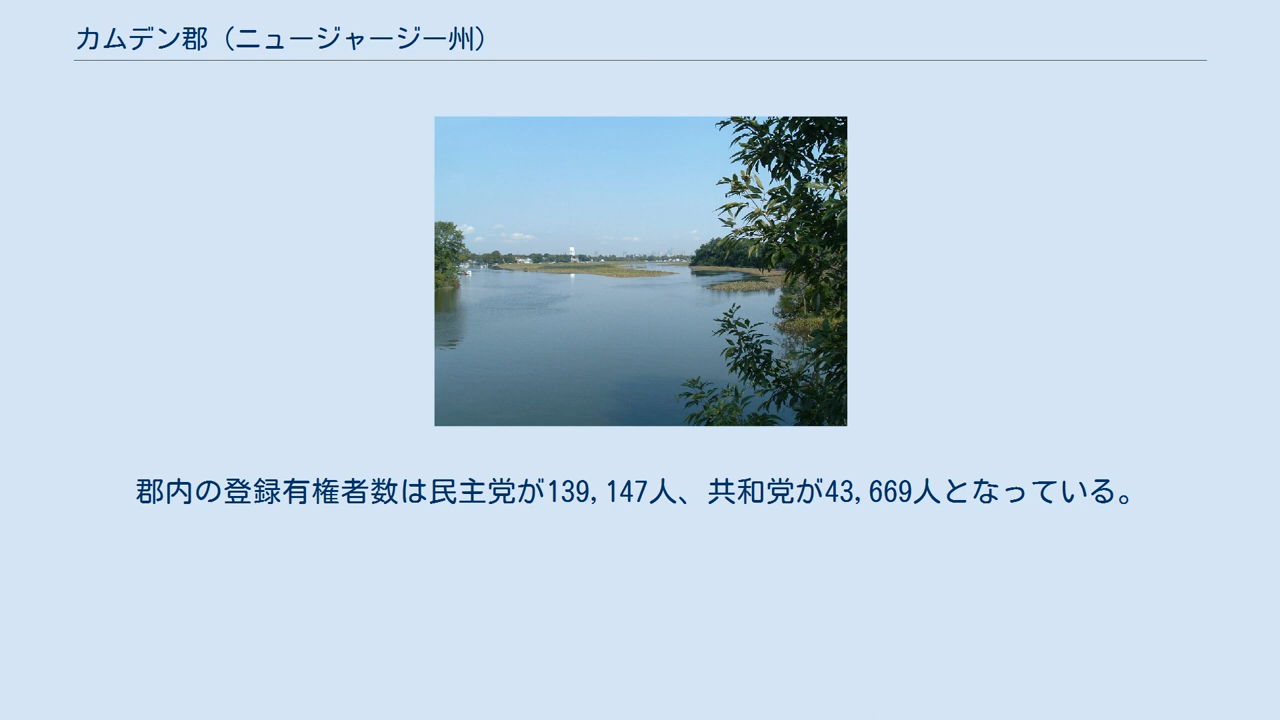 カムデン郡（ニュージャージー州）
郡内の登録有権者数は民主党が139,147人、共和党が43,669人となっている。